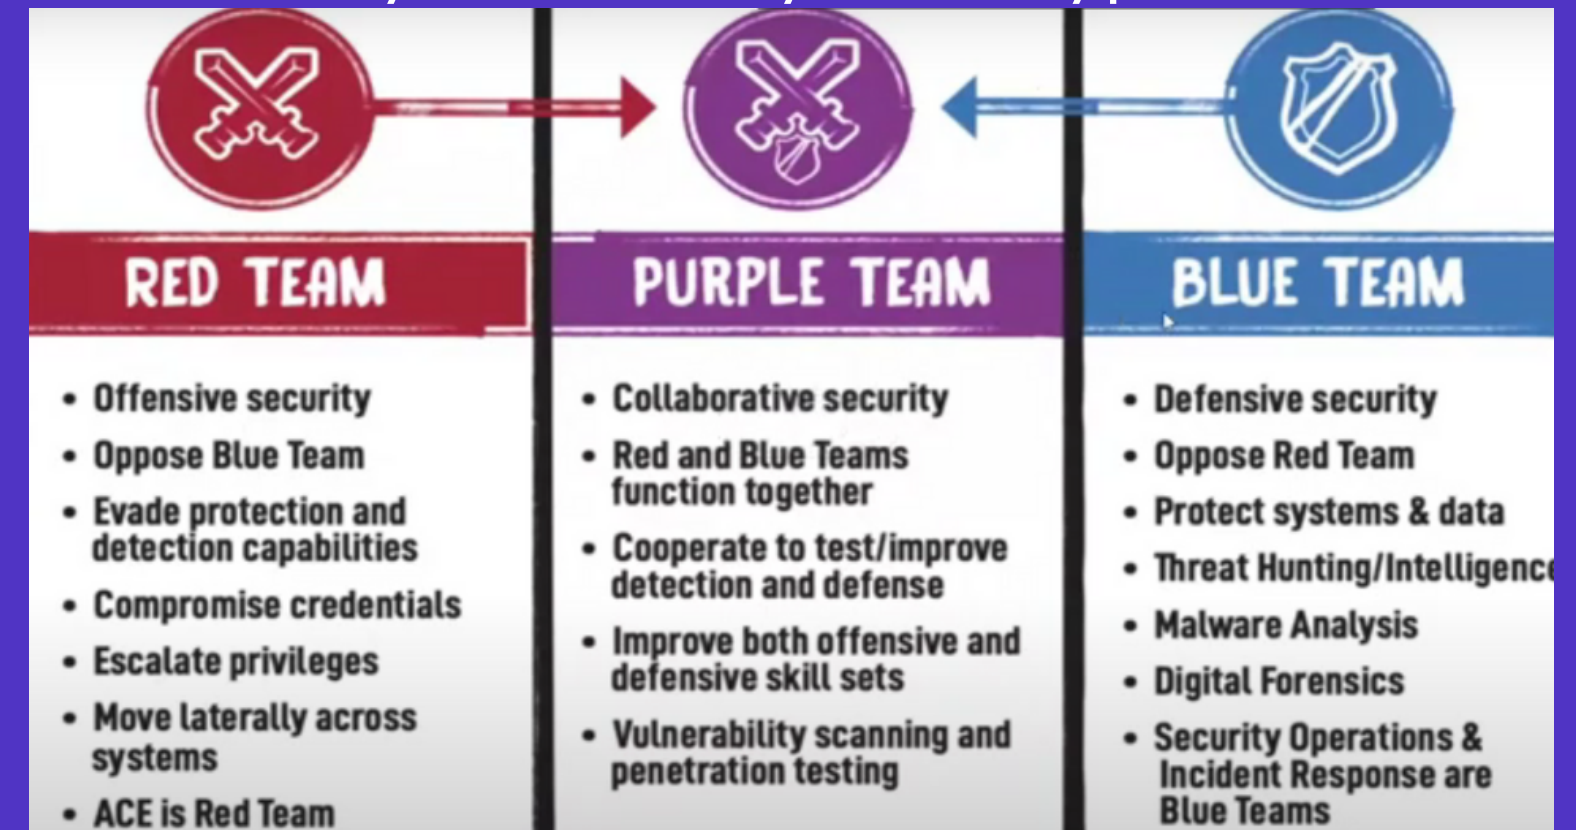 RED TEAM
• Offensive security
• Oppose Blue Team
• Evade protection and
detection capabilities
• Compromise credentials
• Escalate privileges
• Move laterally across
systems
• ACE is Red Team
PURPLE TEAM
• Collaborative security
• Red and Blue Teams
function together
• Cooperate to test/improve
detection and defense
• Improve both offensive and
defensive skill sets
• Vulnerability scanning and
penetration testing
BLUE TEAM
• Defensive security
• Oppose Red Team
• Protect systems & data
• Threat Hunting/Intelligence
• Malware Analysis
• Digital Forensics
• Security Operations &
Incident Response are
Blue Teams